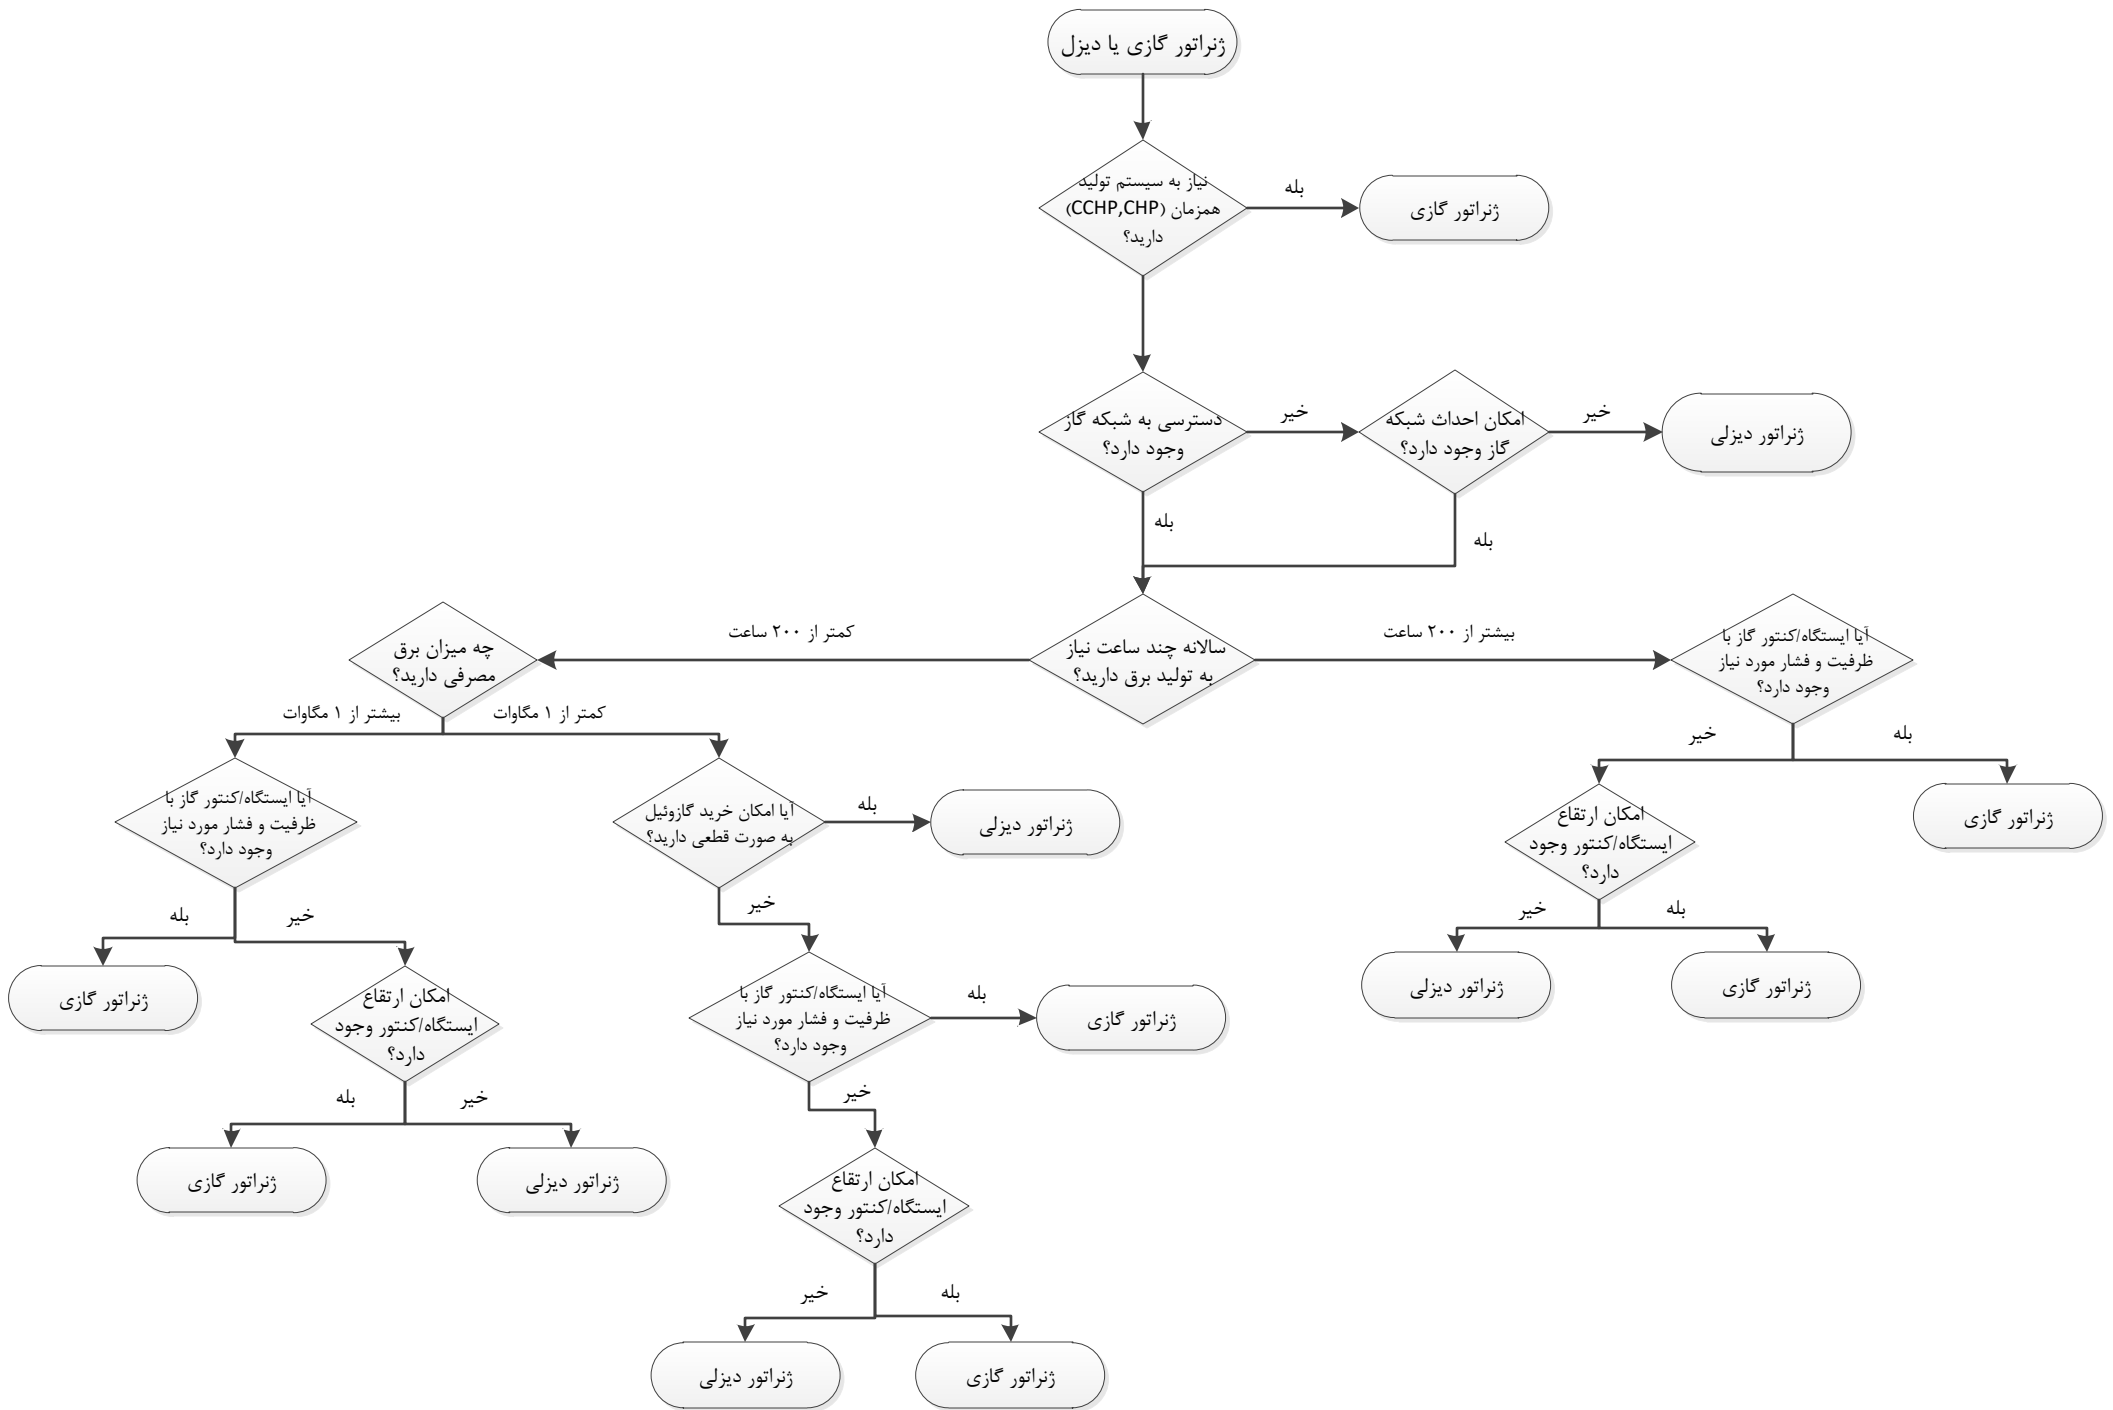 ژنراتور گازی یا دیزل
نیاز به سیستم تولید
همزمان (CCHP,CHP)
دارید؟
بله
ژنراتور گازی
دسترسی به شبکه گاز
وجود دارد؟
خیر
امکان احداث شبکه
گاز وجود دارد؟
خیر
ژنراتور دیزلی
بله
بله
سالانه چند ساعت نیاز
به تولید برق دارید؟
بیشتر از ۲۰۰ ساعت
آیا ایستگاه/کنتور گاز با
ظرفیت و فشار مورد نیاز
وجود دارد؟
بله
ژنراتور گازی
خیر
امکان ارتقاع
ایستگاه/کنتور وجود
دارد؟
بله
ژنراتور گازی
خیر
ژنراتور دیزلی
کمتر از ۲۰۰ ساعت
چه میزان برق
مصرفی دارید؟
کمتر از ۱ مگاوات
آیا امکان خرید گازوئیل
به صورت قطعی دارید؟
بله
ژنراتور دیزلی
خیر
آیا ایستگاه/کنتور گاز با
ظرفیت و فشار مورد نیاز
وجود دارد؟
بله
ژنراتور گازی
خیر
امکان ارتقاع
ایستگاه/کنتور وجود
دارد؟
بله
ژنراتور گازی
خیر
ژنراتور دیزلی
بیشتر از ۱ مگاوات
آیا ایستگاه/کنتور گاز با
ظرفیت و فشار مورد نیاز
وجود دارد؟
بله
ژنراتور گازی
خیر
امکان ارتقاع
ایستگاه/کنتور وجود
دارد؟
خیر
ژنراتور دیزلی
بله
ژنراتور گازی